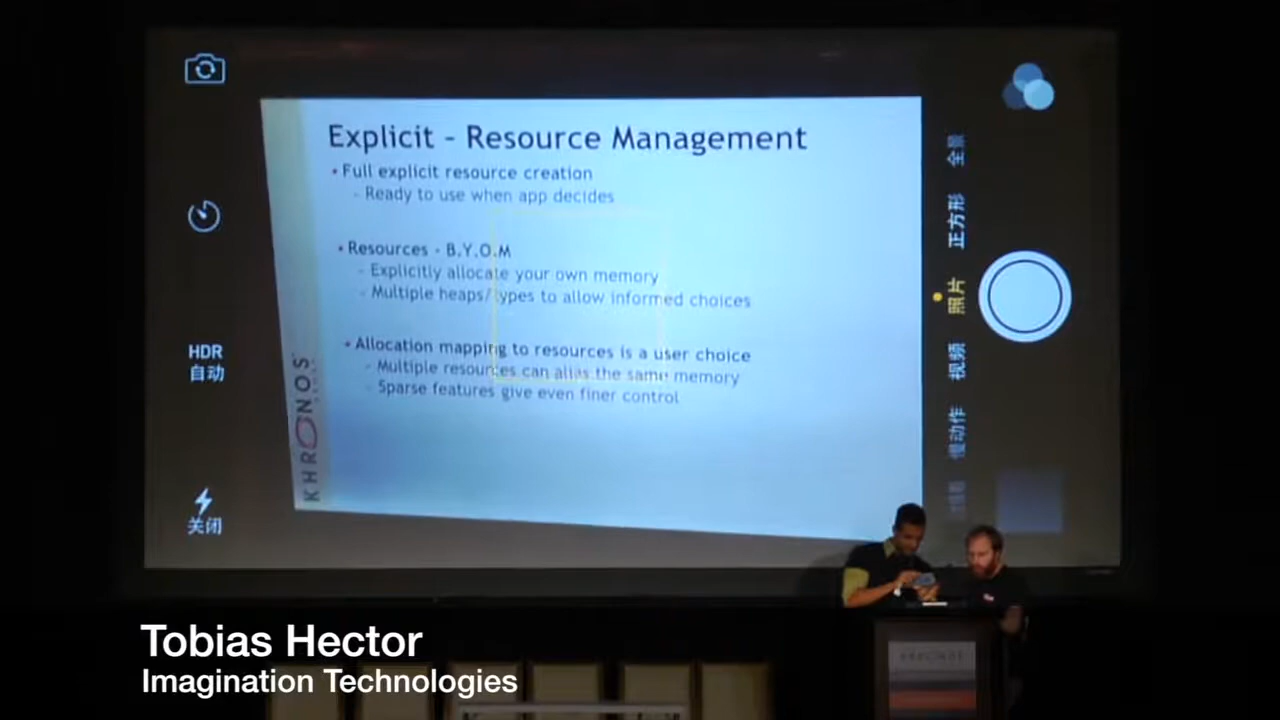 Explicit - Resource Management
• Full explicit resource creation
- Ready to use when app decides
• Resources - B.Y.O.M
- Explicitly allocate your own memory
- Multiple heaps/types to allow informed choices
• Allocation mapping to resources is a user choice
- Multiple resources can alias the same memory
- Sparse features give even finer control
KHRONOS
HDR
自动
关闭
全景
正方形
照片
视频
慢动作
KHRONOS
Tobias Hector
Imagination Technologies